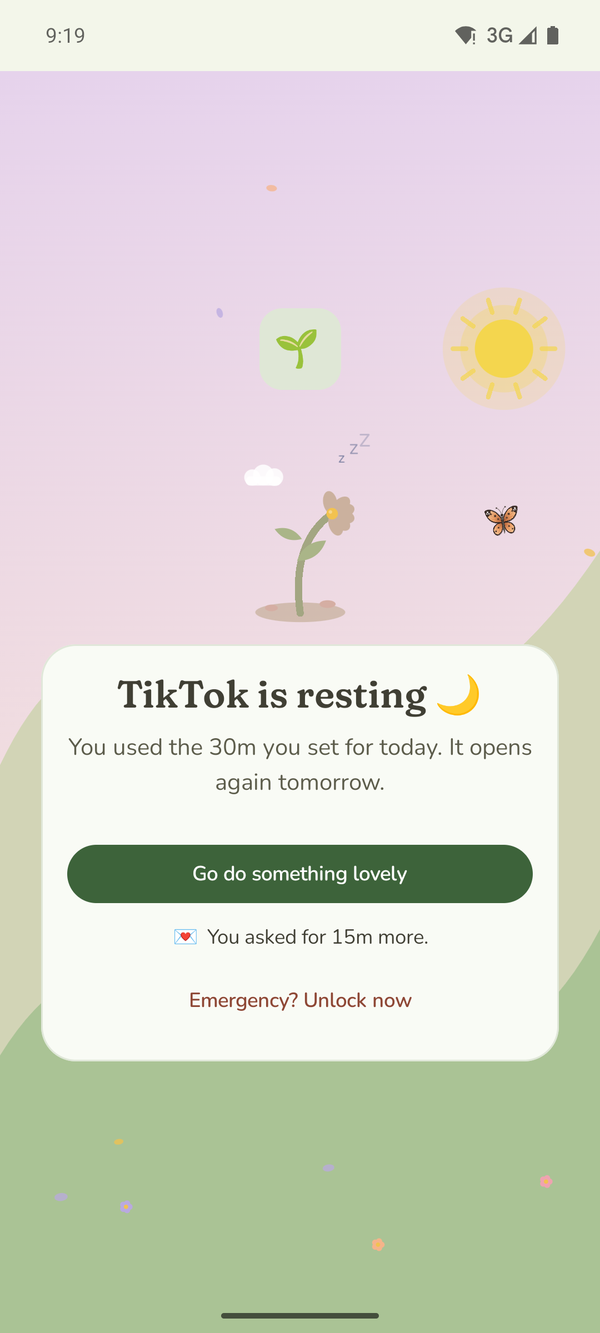 9:19
3G
z z Z
TikTok is resting 🌙
You used the 30m you set for today. It opens
again tomorrow.
Go do something lovely
💌 You asked for 15m more.
Emergency? Unlock now